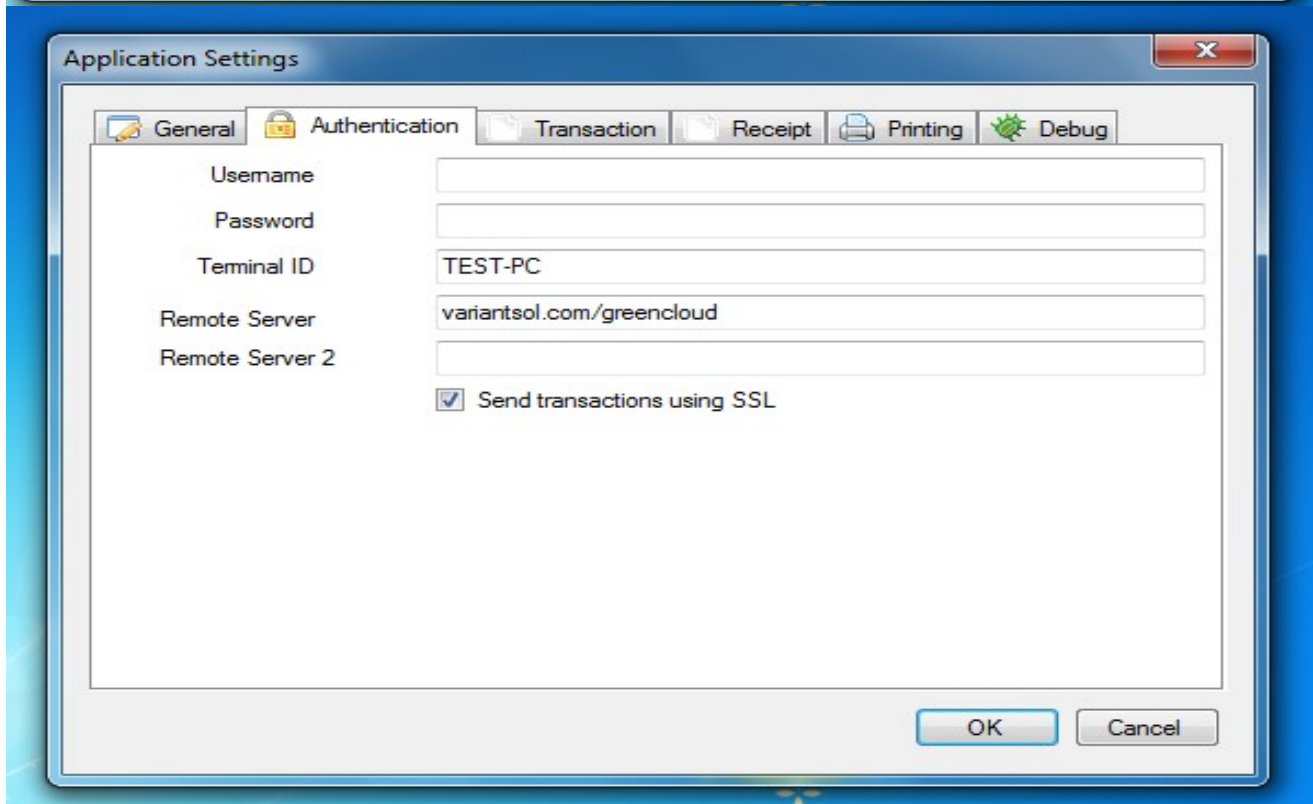 Application Settings
General Authentication Transaction Receipt Printing Debug
Username
Password
Terminal ID TEST-PC
Remote Server variantsol.com/greencloud
Remote Server 2
Send transactions using SSL
OK Cancel